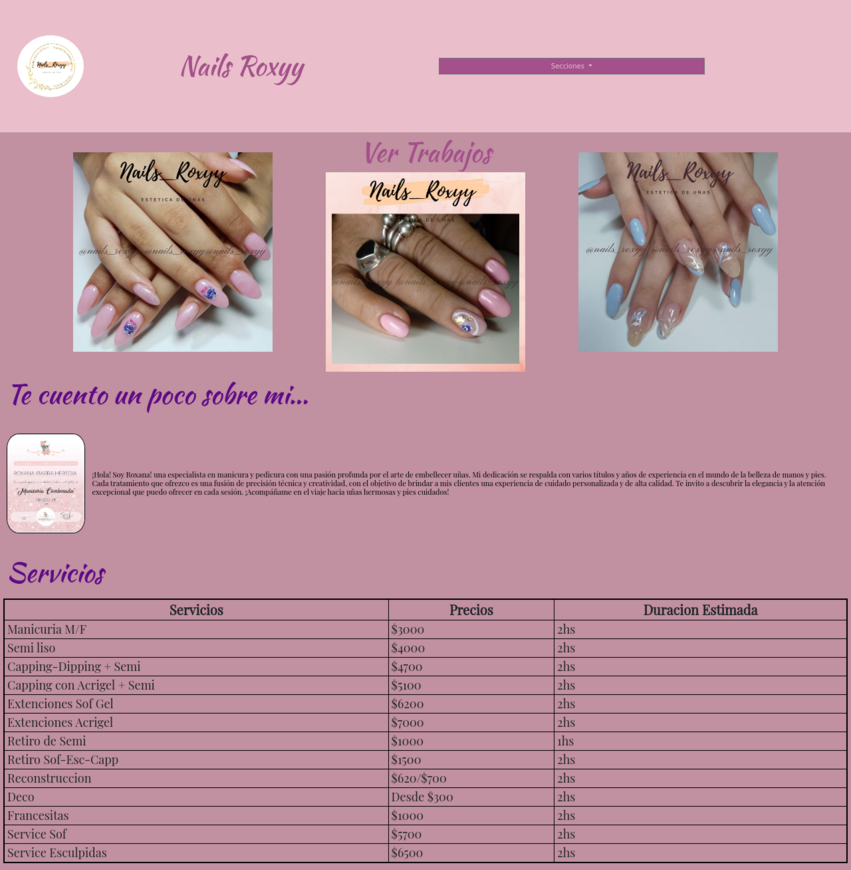 Nails_Roxyy
Nails Roxyy
Secciones
Ver Trabajos
Nails_Roxyy
ESTETICA DE UÑAS
@nails_roxyy@nails_roxyy@nails_roxyy
Nails_Roxyy
DE UÑAS
Nails_Roxyy
ESTETICA DE UÑAS
@nails_roxyy
nails_roxyy
Te cuento un poco sobre mi...
¡Hola! Soy Roxana! una especialista en manicura y pedicura con una pasión profunda por el arte de embellecer uñas. Mi dedicación se respalda con varios titulos y años de experiencia en el mundo de la belleza de manos y pies.
Cada tratamiento que ofrezco es una fusión de precisión técnica y creatividad, con el objetivo de brindar a mis clientes una experiencia de cuidado personalizada y de alta calidad. Te invito a descubrir la elegancia y la atención
excepcional que puedo ofrecer en cada sesión. ¡Acompáñame en el viaje hacia uñas hermosas y pies cuidados!
Servicios
Servicios Precios Duracion Estimada
Manicuria M/F $3000 2hs
Semi liso $4000 2hs
Capping-Dipping + Semi $4700 2hs
Capping con Acrigel + Semi $5100 2hs
Extenciones Sof Gel $6200 2hs
Extenciones Acrigel $7000 2hs
Retiro de Semi $1000 1hs
Retiro Sof-Esc-Capp $1500 2hs
Reconstruccion $620/$700 2hs
Deco Desde $300 2hs
Francesitas $1000 2hs
Service Sof $5700 2hs
Service Esculpidas $6500 2hs